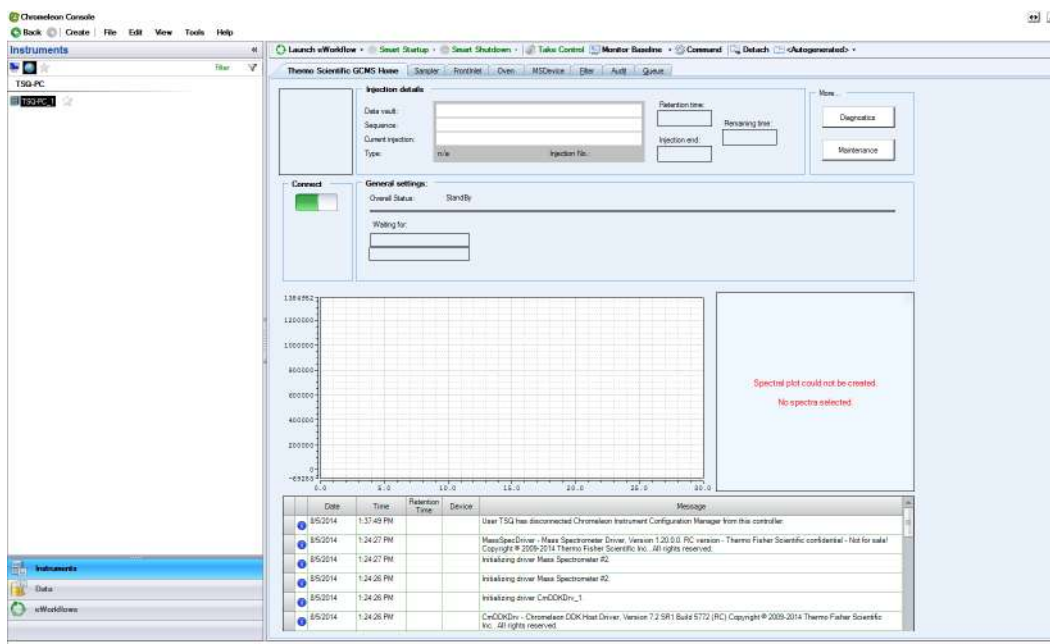 Chromeleon Console
Back Create File Edit View Tools Help
Instruments
Launch eWorkflow Smart Startup Smart Shutdown Take Control Monitor Baseline Command Detach <Autogenerated>
Filter
TSQ-PC
TSQ-PC_1
Thermo Scientific GCMS Home Sampler FrontInlet Oven MSDevice Filter Audit Queue
Injection details
Data vault:
Sequence:
Current injection:
Type: n/a Injection No.:
Retention time:
Remaining time:
Injection end:
More...
Diagnostics
Maintenance
Connect
General settings:
Overall Status: StandBy
Waiting for:
1384952
1200000
1000000
800000
600000
400000
200000
0
-69255
0.0 5.0 10.0 15.0 20.0 25.0 30.0
Spectral plot could not be created.
No spectra selected.
Date Time Retention Time Device Message
8/5/2014 1:37:49 PM User TSQ has disconnected Chromeleon Instrument Configuration Manager from this controller.
8/5/2014 1:24:27 PM MassSpecDriver - Mass Spectrometer Driver, Version 1.20.0.0. RC version - Thermo Fisher Scientific confidential - Not for sale!
Copyright © 2009-2014 Thermo Fisher Scientific Inc.. All rights reserved.
8/5/2014 1:24:27 PM Initializing driver Mass Spectrometer #2.
8/5/2014 1:24:26 PM Initializing driver Mass Spectrometer #2.
8/5/2014 1:24:26 PM Initializing driver CmDDKDrv_1
8/5/2014 1:24:26 PM CmDDKDrv - Chromeleon DDK Host Driver, Version 7.2 SR1 Build 5772 (RC) Copyright © 2009-2014 Thermo Fisher Scientific
Inc.. All rights reserved.
Instruments
Data
eWorkflows